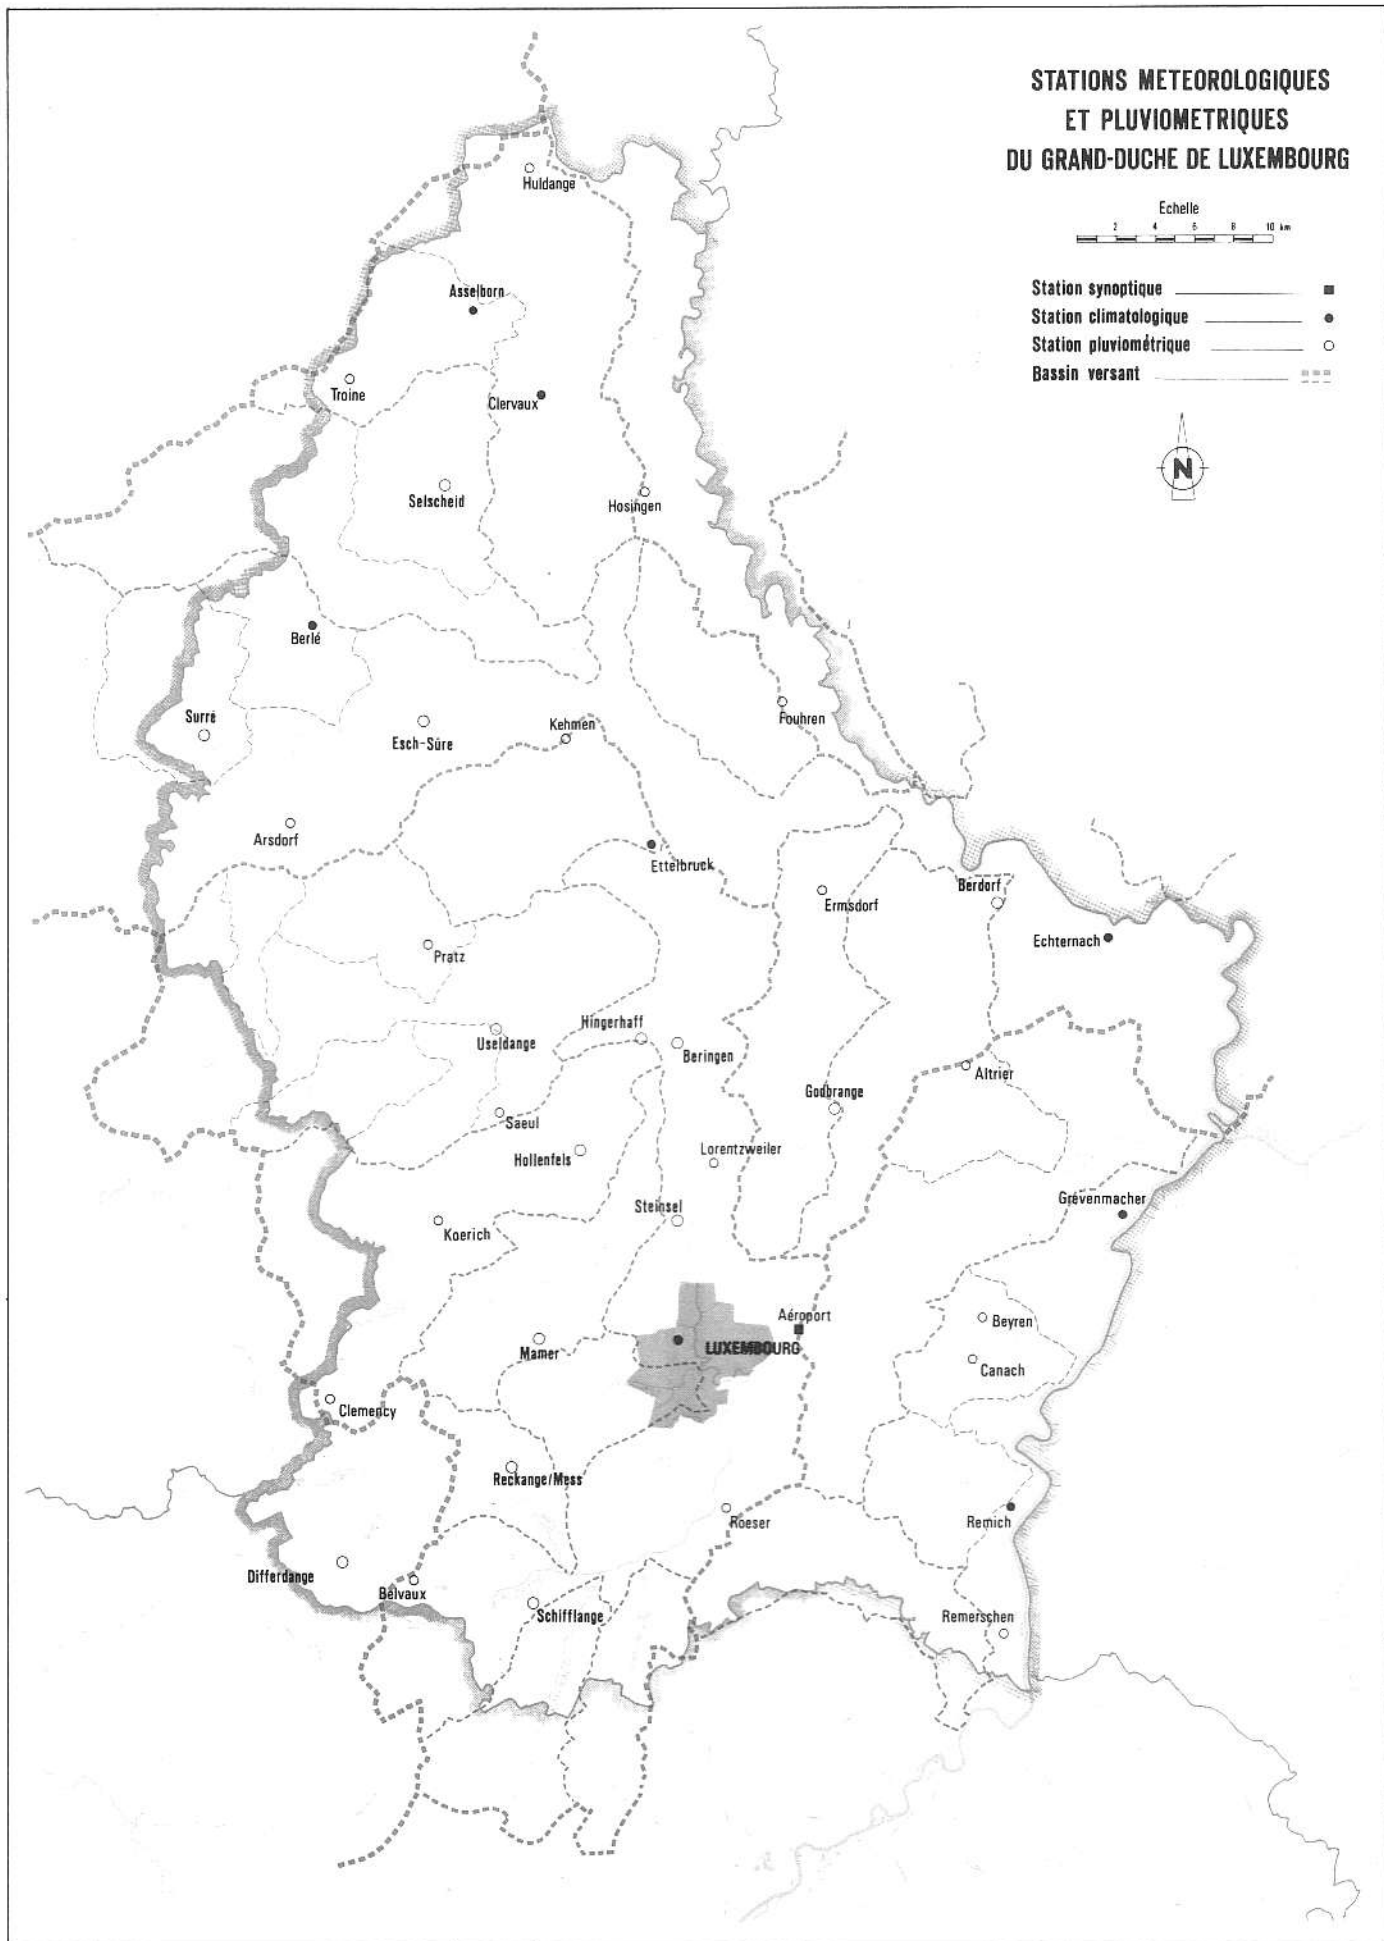 STATIONS METEOROLOGIQUES
ET PLUVIOMETRIQUES
DU GRAND-DUCHE DE LUXEMBOURG
Echelle
2 4 6 8 10 km
Station synoptique
Station climatologique
Station pluviométrique
Bassin versant
N
Huldange
Asselborn
Troine
Clervaux
Selscheid
Hosingen
Berlé
Surré
Esch-Sûre
Kehmen
Fouhren
Arsdorf
Ettelbruck
Ermsdorf
Berdorf
Echternach
Pratz
Useldange
Hingerhaff
Beringen
Altrier
Godbrange
Saeul
Hollenfels
Lorentzweiler
Grévenmacher
Steinsel
Koerich
Aéroport
Beyren
LUXEMBOURG
Mamer
Canach
Clemency
Reckange/Mess
Roeser
Remich
Differdange
Bélvaux
Schifflange
Remerschen